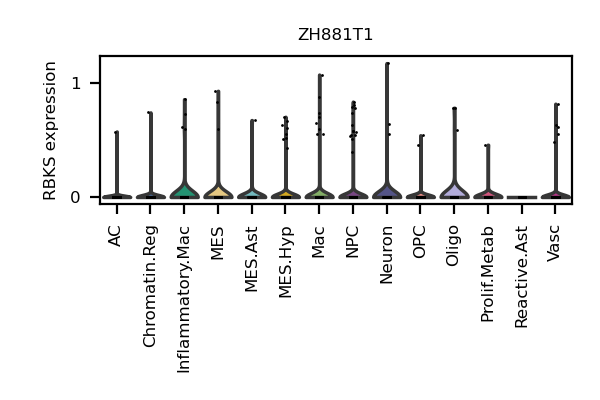 ZH881T1
RBKS expression
1
0
AC
Chromatin.Reg
Inflammatory.Mac
MES
MES.Ast
MES.Hyp
Mac
NPC
Neuron
OPC
Oligo
Prolif.Metab
Reactive.Ast
Vasc